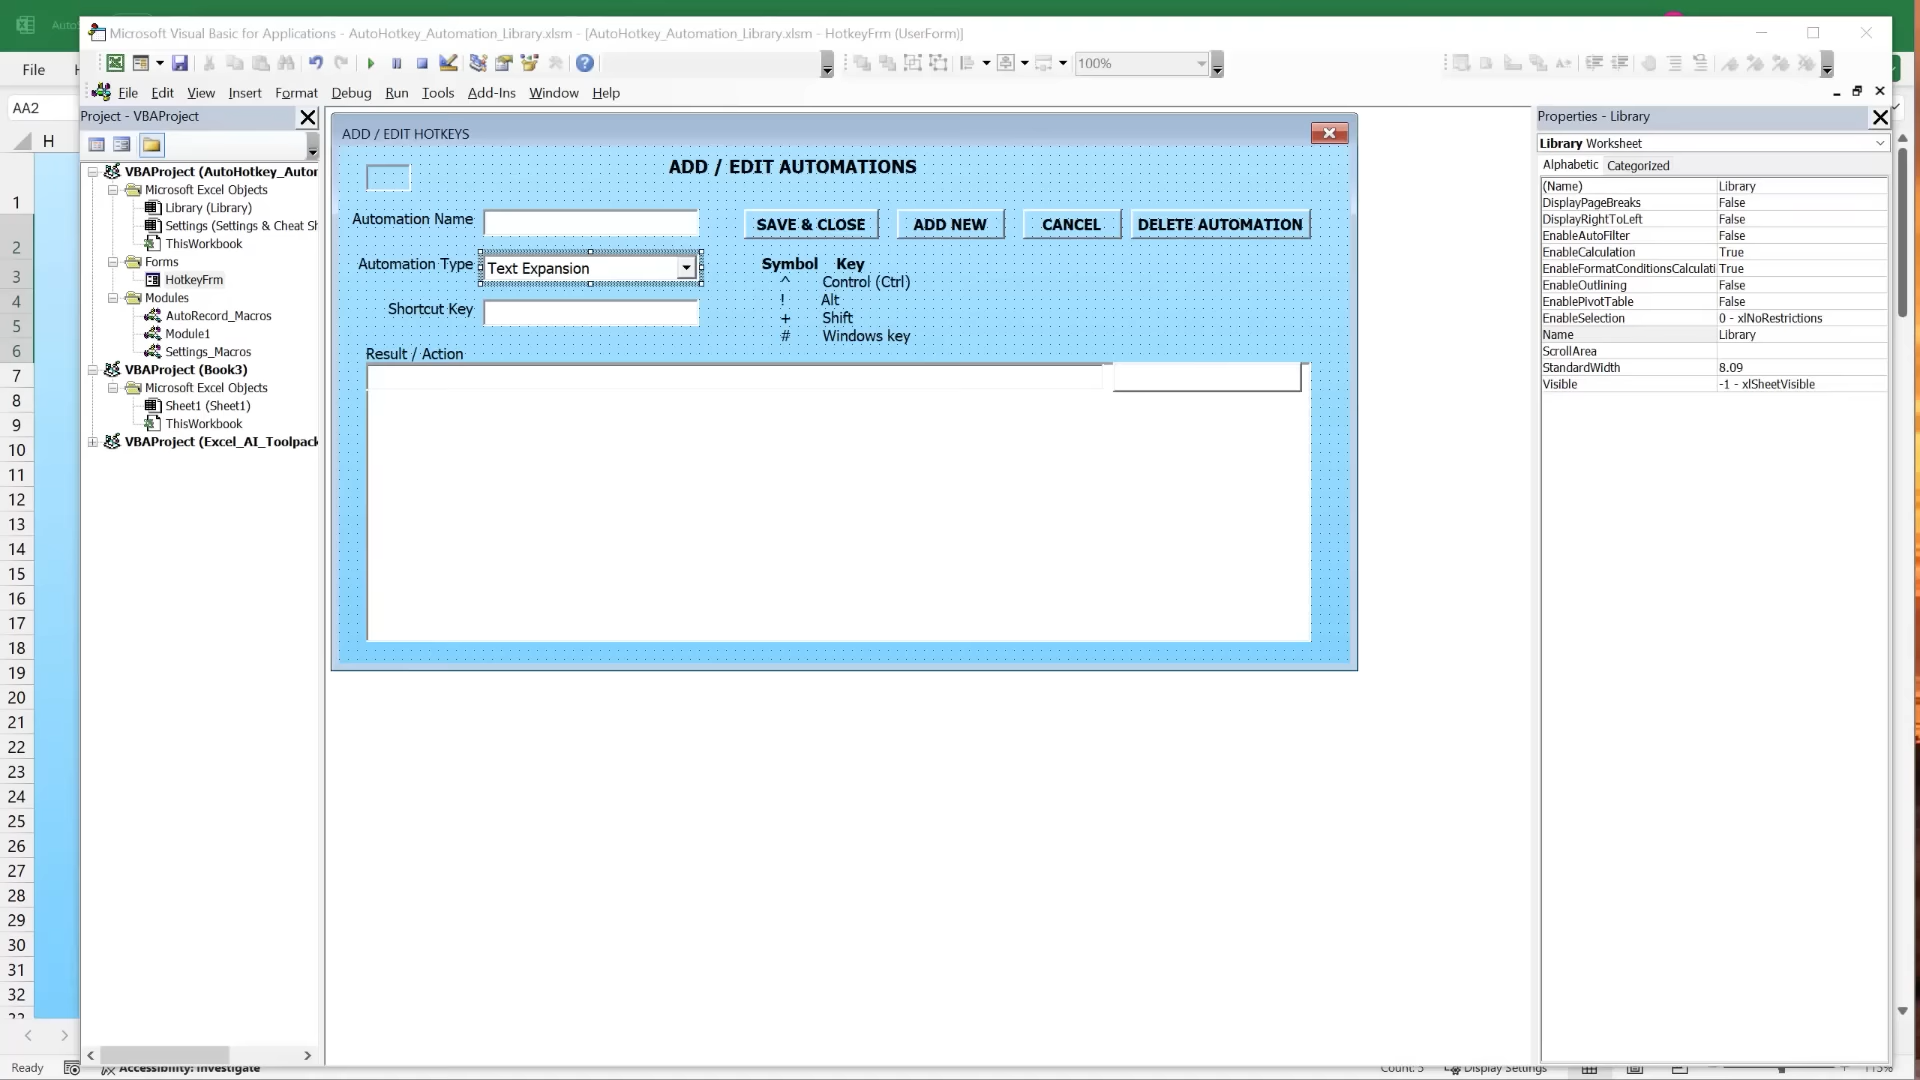 Microsoft Visual Basic for Applications - AutoHotkey_Automation_Library.xlsm - [AutoHotkey_Automation_Library.xlsm - HotkeyFrm (UserForm)]
100%
File Edit View Insert Format Debug Run Tools Add-Ins Window Help
File
AA2
H
1
2
3
4
5
6
7
8
9
10
11
12
13
14
15
16
17
18
19
20
21
22
23
24
25
26
27
28
29
30
31
32
Project - VBAProject
VBAProject (AutoHotkey_Autor
Microsoft Excel Objects
Library (Library)
Settings (Settings & Cheat Sh
ThisWorkbook
Forms
HotkeyFrm
Modules
AutoRecord_Macros
Module1
Settings_Macros
VBAProject (Book3)
Microsoft Excel Objects
Sheet1 (Sheet1)
ThisWorkbook
VBAProject (Excel_AI_Toolpack
ADD / EDIT HOTKEYS
ADD / EDIT AUTOMATIONS
Automation Name
SAVE & CLOSE ADD NEW CANCEL DELETE AUTOMATION
Automation Type Text Expansion
Shortcut Key
Symbol Key
^ Control (Ctrl)
! Alt
+ Shift
# Windows key
Result / Action
Properties - Library
Library Worksheet
Alphabetic Categorized
(Name) Library
DisplayPageBreaks False
DisplayRightToLeft False
EnableAutoFilter False
EnableCalculation True
EnableFormatConditionsCalculati True
EnableOutlining False
EnablePivotTable False
EnableSelection 0 - xlNoRestrictions
Name Library
ScrollArea
StandardWidth 8.09
Visible -1 - xlSheetVisible
Ready
Accessibility: Investigate
Display Settings
115%